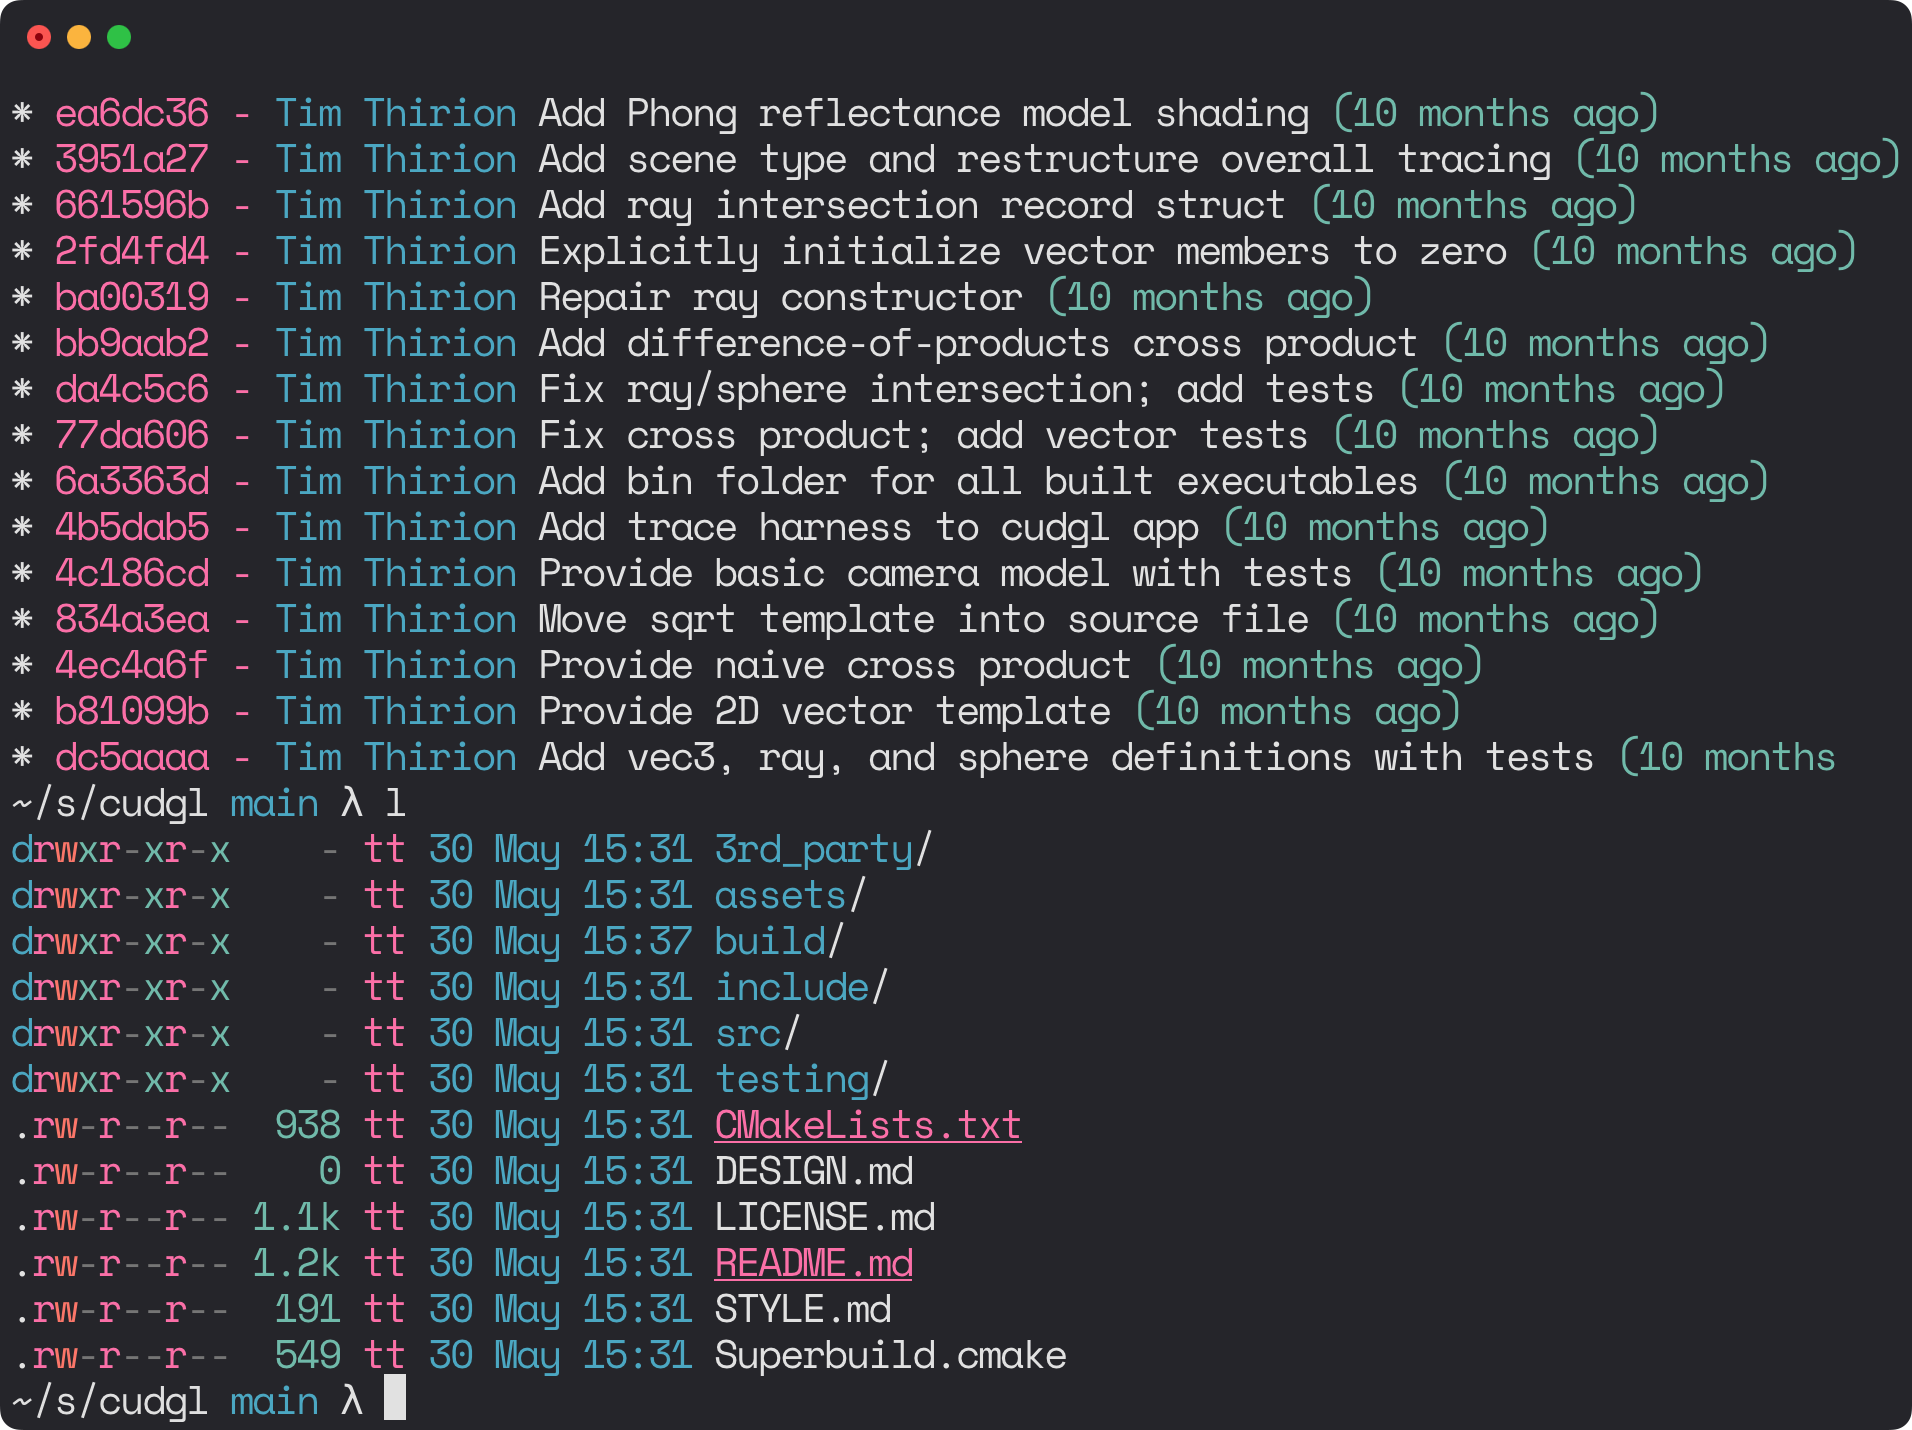 * ea6dc36 - Tim Thirion Add Phong reflectance model shading (10 months ago)
* 3951a27 - Tim Thirion Add scene type and restructure overall tracing (10 months ago)
* 661596b - Tim Thirion Add ray intersection record struct (10 months ago)
* 2fd4fd4 - Tim Thirion Explicitly initialize vector members to zero (10 months ago)
* ba00319 - Tim Thirion Repair ray constructor (10 months ago)
* bb9aab2 - Tim Thirion Add difference-of-products cross product (10 months ago)
* da4c5c6 - Tim Thirion Fix ray/sphere intersection; add tests (10 months ago)
* 77da606 - Tim Thirion Fix cross product; add vector tests (10 months ago)
* 6a3363d - Tim Thirion Add bin folder for all built executables (10 months ago)
* 4b5dab5 - Tim Thirion Add trace harness to cudgl app (10 months ago)
* 4c186cd - Tim Thirion Provide basic camera model with tests (10 months ago)
* 834a3ea - Tim Thirion Move sqrt template into source file (10 months ago)
* 4ec4a6f - Tim Thirion Provide naive cross product (10 months ago)
* b81099b - Tim Thirion Provide 2D vector template (10 months ago)
* dc5aaaa - Tim Thirion Add vec3, ray, and sphere definitions with tests (10 months
~/s/cudgl main λ l
drwxr-xr-x    - tt 30 May 15:31 3rd_party/
drwxr-xr-x    - tt 30 May 15:31 assets/
drwxr-xr-x    - tt 30 May 15:37 build/
drwxr-xr-x    - tt 30 May 15:31 include/
drwxr-xr-x    - tt 30 May 15:31 src/
drwxr-xr-x    - tt 30 May 15:31 testing/
.rw-r--r--  938 tt 30 May 15:31 CMakeLists.txt
.rw-r--r--    0 tt 30 May 15:31 DESIGN.md
.rw-r--r-- 1.1k tt 30 May 15:31 LICENSE.md
.rw-r--r-- 1.2k tt 30 May 15:31 README.md
.rw-r--r--  191 tt 30 May 15:31 STYLE.md
.rw-r--r--  549 tt 30 May 15:31 Superbuild.cmake
~/s/cudgl main λ